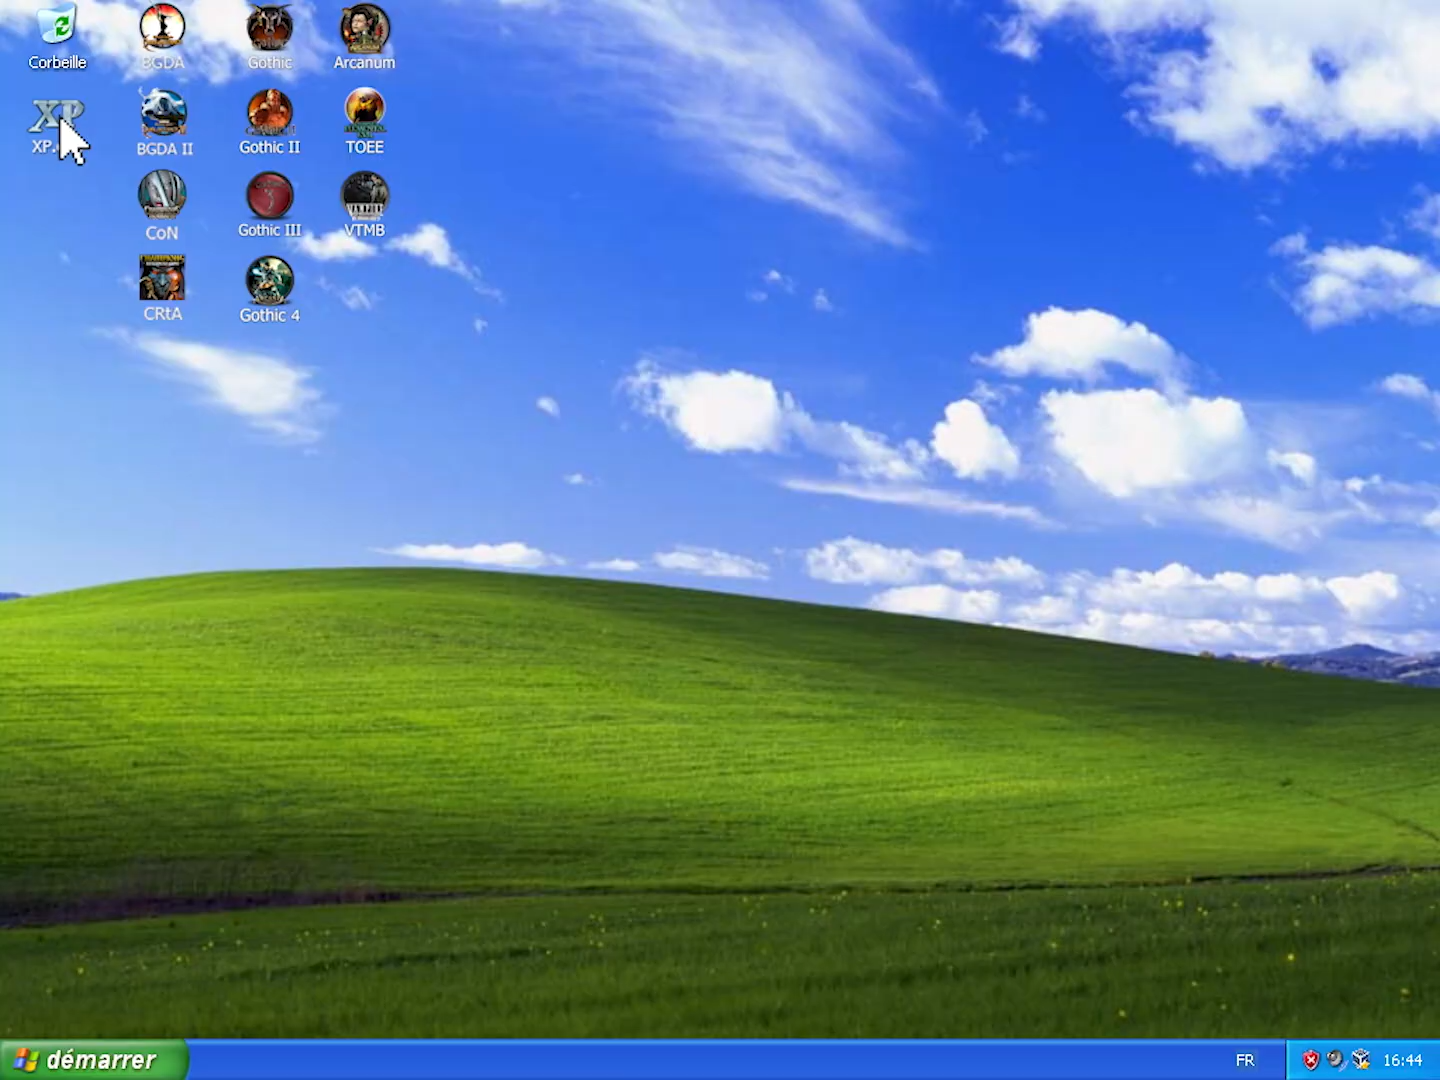 Corbeille
BGDA
Gothic
Arcanum
XP
XP.
BGDA II
Gothic II
TOEE
CoN
Gothic III
VTMB
CRtA
Gothic 4
démarrer
FR
16:44